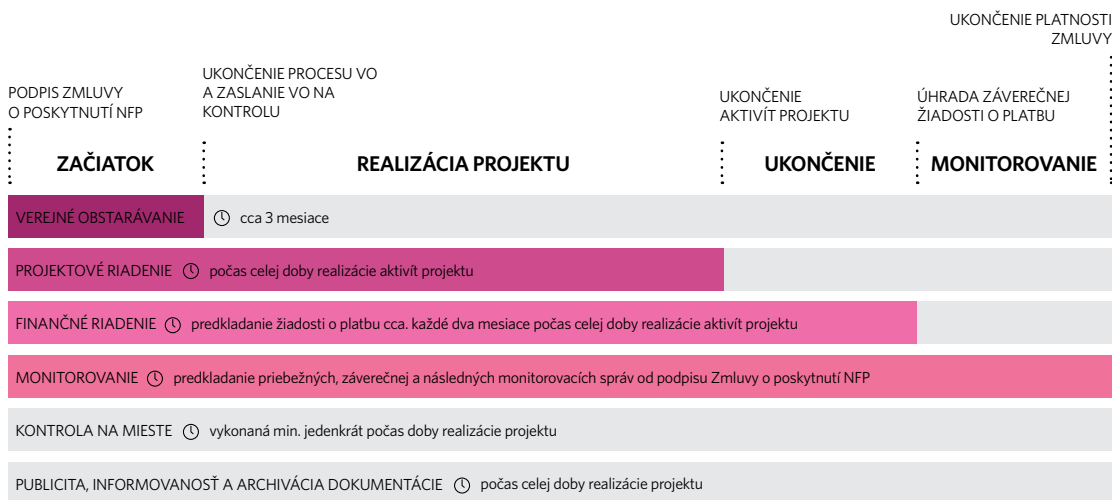 UKONČENIE PLATNOSTI
ZMLUVY
PODPIS ZMLUVY
O POSKYTNUTÍ NFP
UKONČENIE PROCESU VO
A ZASLANIE VO NA
KONTROLU
UKONČENIE
AKTIVÍT PROJEKTU
ÚHRADA ZÁVEREČNEJ
ŽIADOSTI O PLATBU
ZAČIATOK
REALIZÁCIA PROJEKTU
UKONČENIE
MONITOROVANIE
VEREJNÉ OBSTARÁVANIE cca 3 mesiace
PROJEKTOVÉ RIADENIE počas celej doby realizácie aktivít projektu
FINANČNÉ RIADENIE predkladanie žiadosti o platbu cca. každé dva mesiace počas celej doby realizácie aktivít projektu
MONITOROVANIE predkladanie priebežných, záverečnej a následných monitorovacích správ od podpisu Zmluvy o poskytnutí NFP
KONTROLA NA MIESTE vykonaná min. jedenkrát počas doby realizácie projektu
PUBLICITA, INFORMOVANOSŤ A ARCHIVÁCIA DOKUMENTÁCIE počas celej doby realizácie projektu